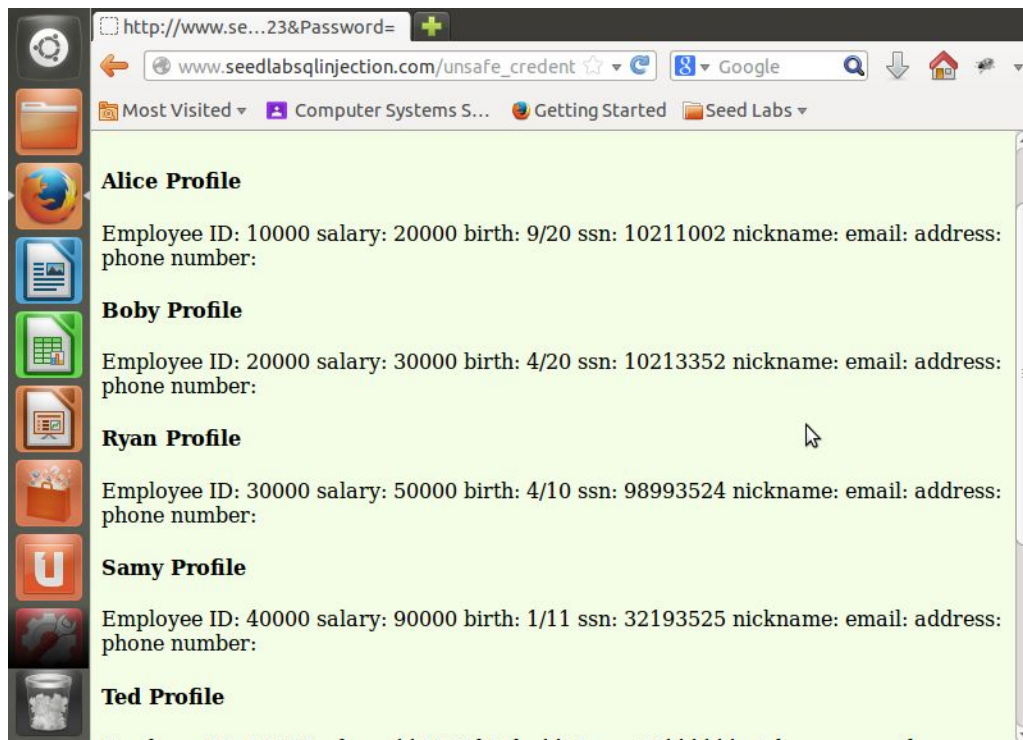 http://www.se...23&Password=
www.seedlabsqlinjection.com/unsafe_credent
Google
Most Visited
Computer Systems S...
Getting Started
Seed Labs
Alice Profile
Employee ID: 10000 salary: 20000 birth: 9/20 ssn: 10211002 nickname: email: address:
phone number:
Boby Profile
Employee ID: 20000 salary: 30000 birth: 4/20 ssn: 10213352 nickname: email: address:
phone number:
Ryan Profile
Employee ID: 30000 salary: 50000 birth: 4/10 ssn: 98993524 nickname: email: address:
phone number:
Samy Profile
Employee ID: 40000 salary: 90000 birth: 1/11 ssn: 32193525 nickname: email: address:
phone number:
Ted Profile